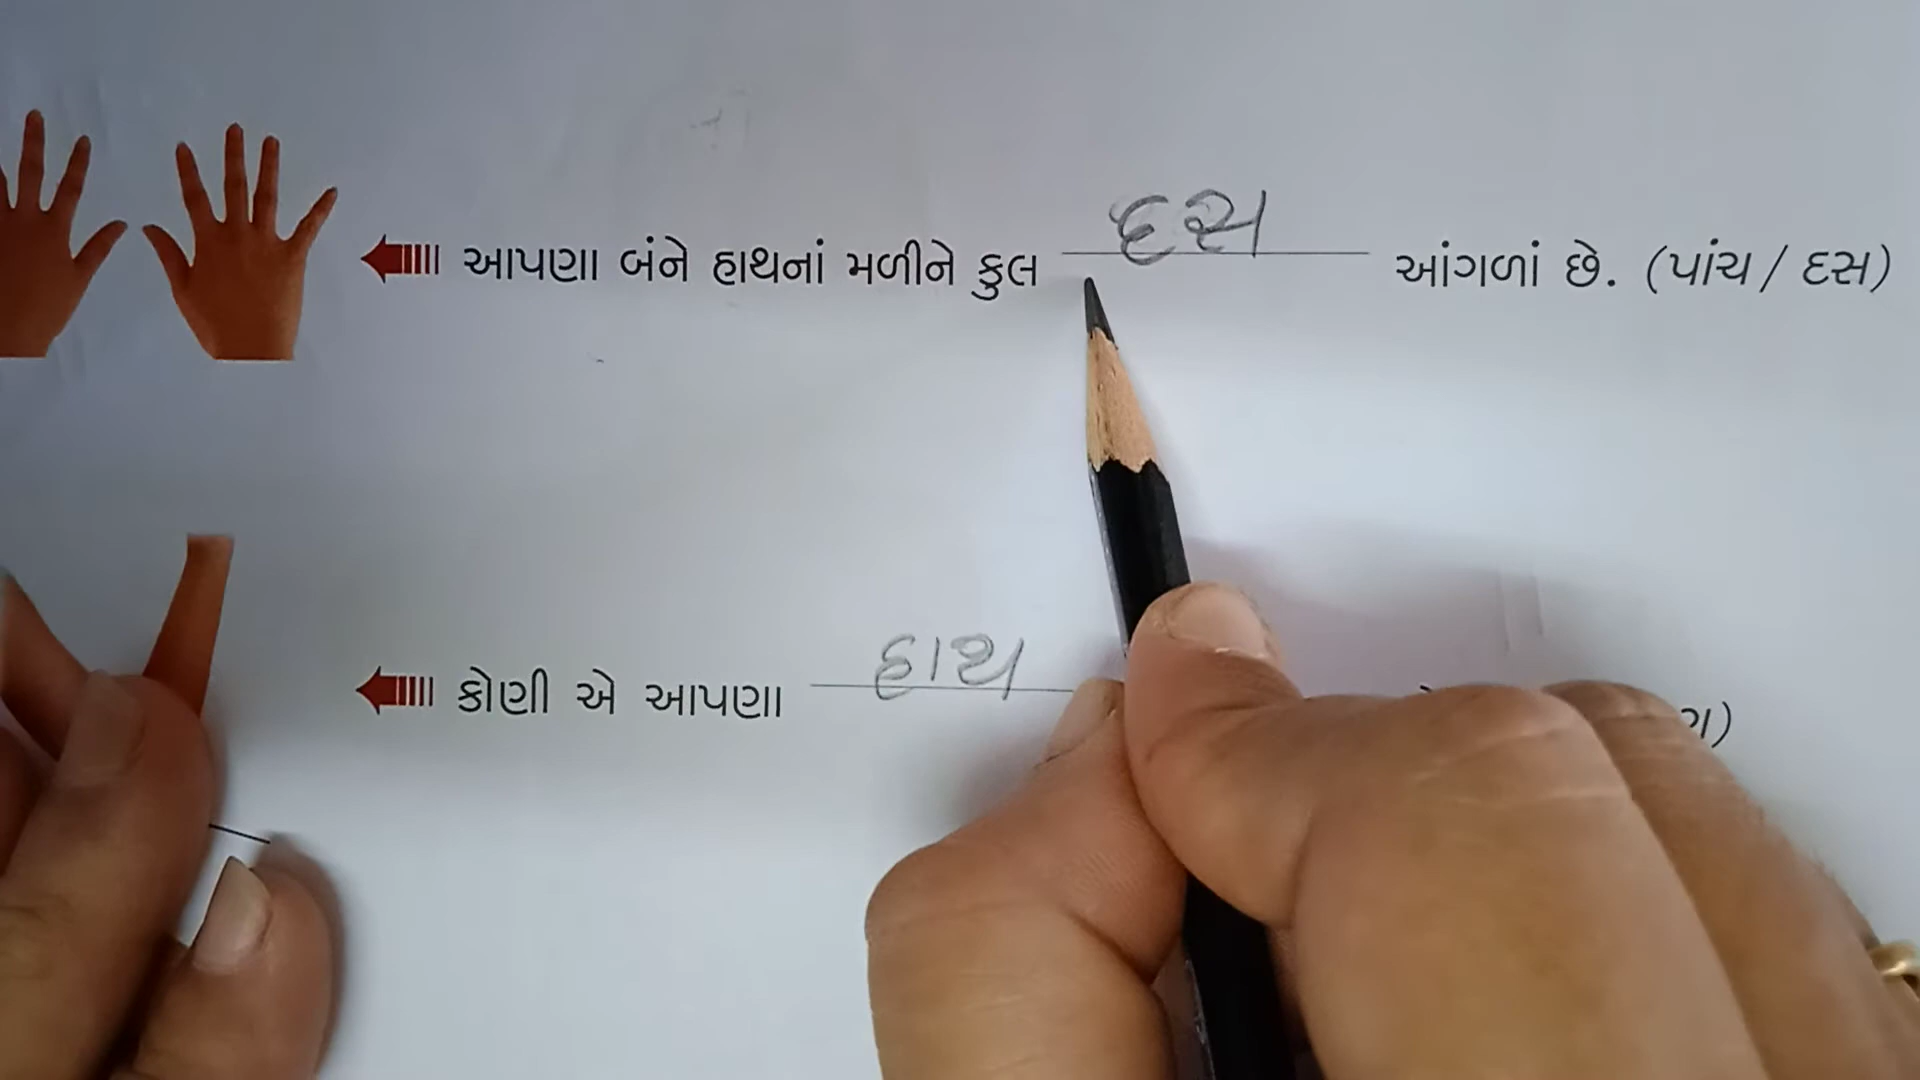 આપણા બંને હાથનાં મળીને કુલ દસ આંગળાં છે. (પાંચ / દસ)
કોણી એ આપણા હાથ